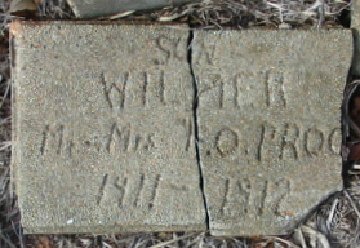 SON
WILMER
Mr. Mrs. R.O. PROC
1911 - 1912